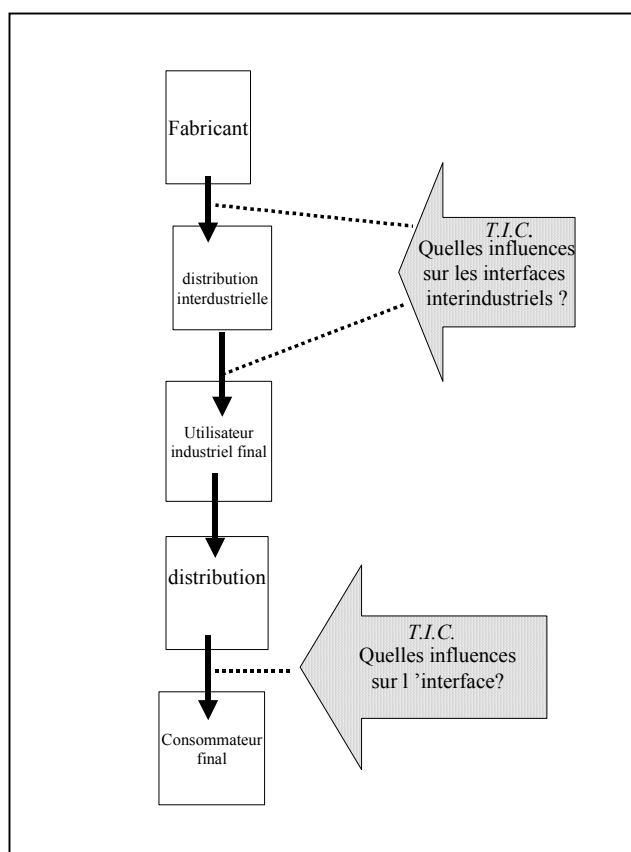 Fabricant
T.I.C.
Quelles influences
sur les interfaces
interindustriels ?
distribution
interdustrielle
Utilisateur
industriel final
distribution
T.I.C.
Quelles influences
sur l ’interface?
Consommateur
final